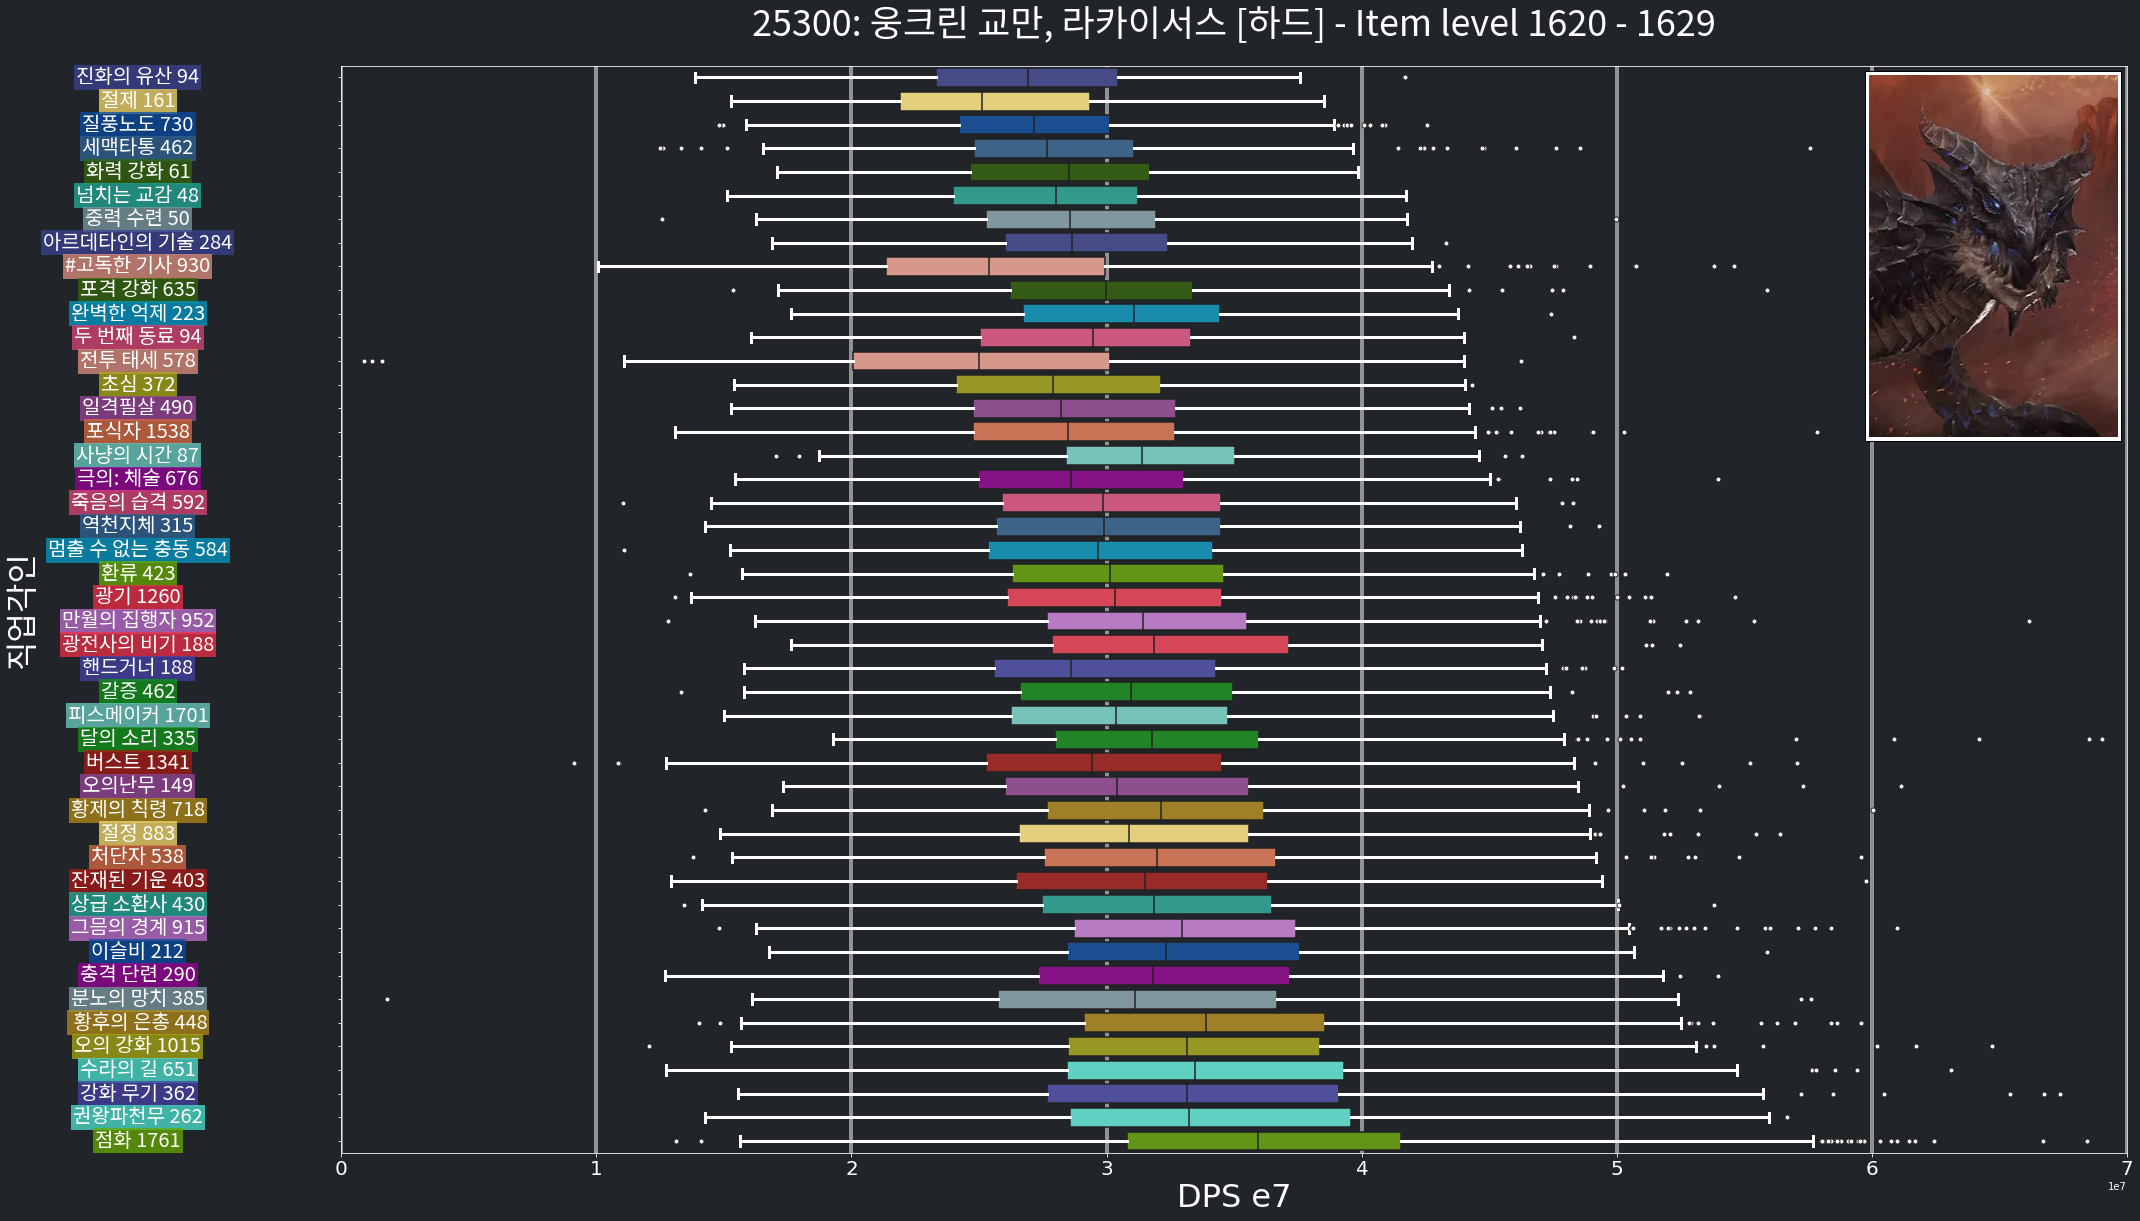 25300: 웅크린 교만, 라카이서스 [하드] - Item level 1620 - 1629
직업각인
진화의 유산 94
절제 161
질풍노도 730
세맥타통 462
화력 강화 61
넘치는 교감 48
중력 수련 50
아르데타인의 기술 284
#고독한 기사 930
포격 강화 635
완벽한 억제 223
두 번째 동료 94
전투 태세 578
초심 372
일격필살 490
포식자 1538
사냥의 시간 87
극의: 체술 676
죽음의 습격 592
역천지체 315
멈출 수 없는 충동 584
환류 423
광기 1260
만월의 집행자 952
광전사의 비기 188
핸드거너 188
갈증 462
피스메이커 1701
달의 소리 335
버스트 1341
오의난무 149
황제의 칙령 718
절정 883
처단자 538
잔재된 기운 403
상급 소환사 430
그믐의 경계 915
이슬비 212
충격 단련 290
분노의 망치 385
황후의 은총 448
오의 강화 1015
수라의 길 651
강화 무기 362
권왕파천무 262
점화 1761
0 1 2 3 4 5 6 7
DPS e7
1e7